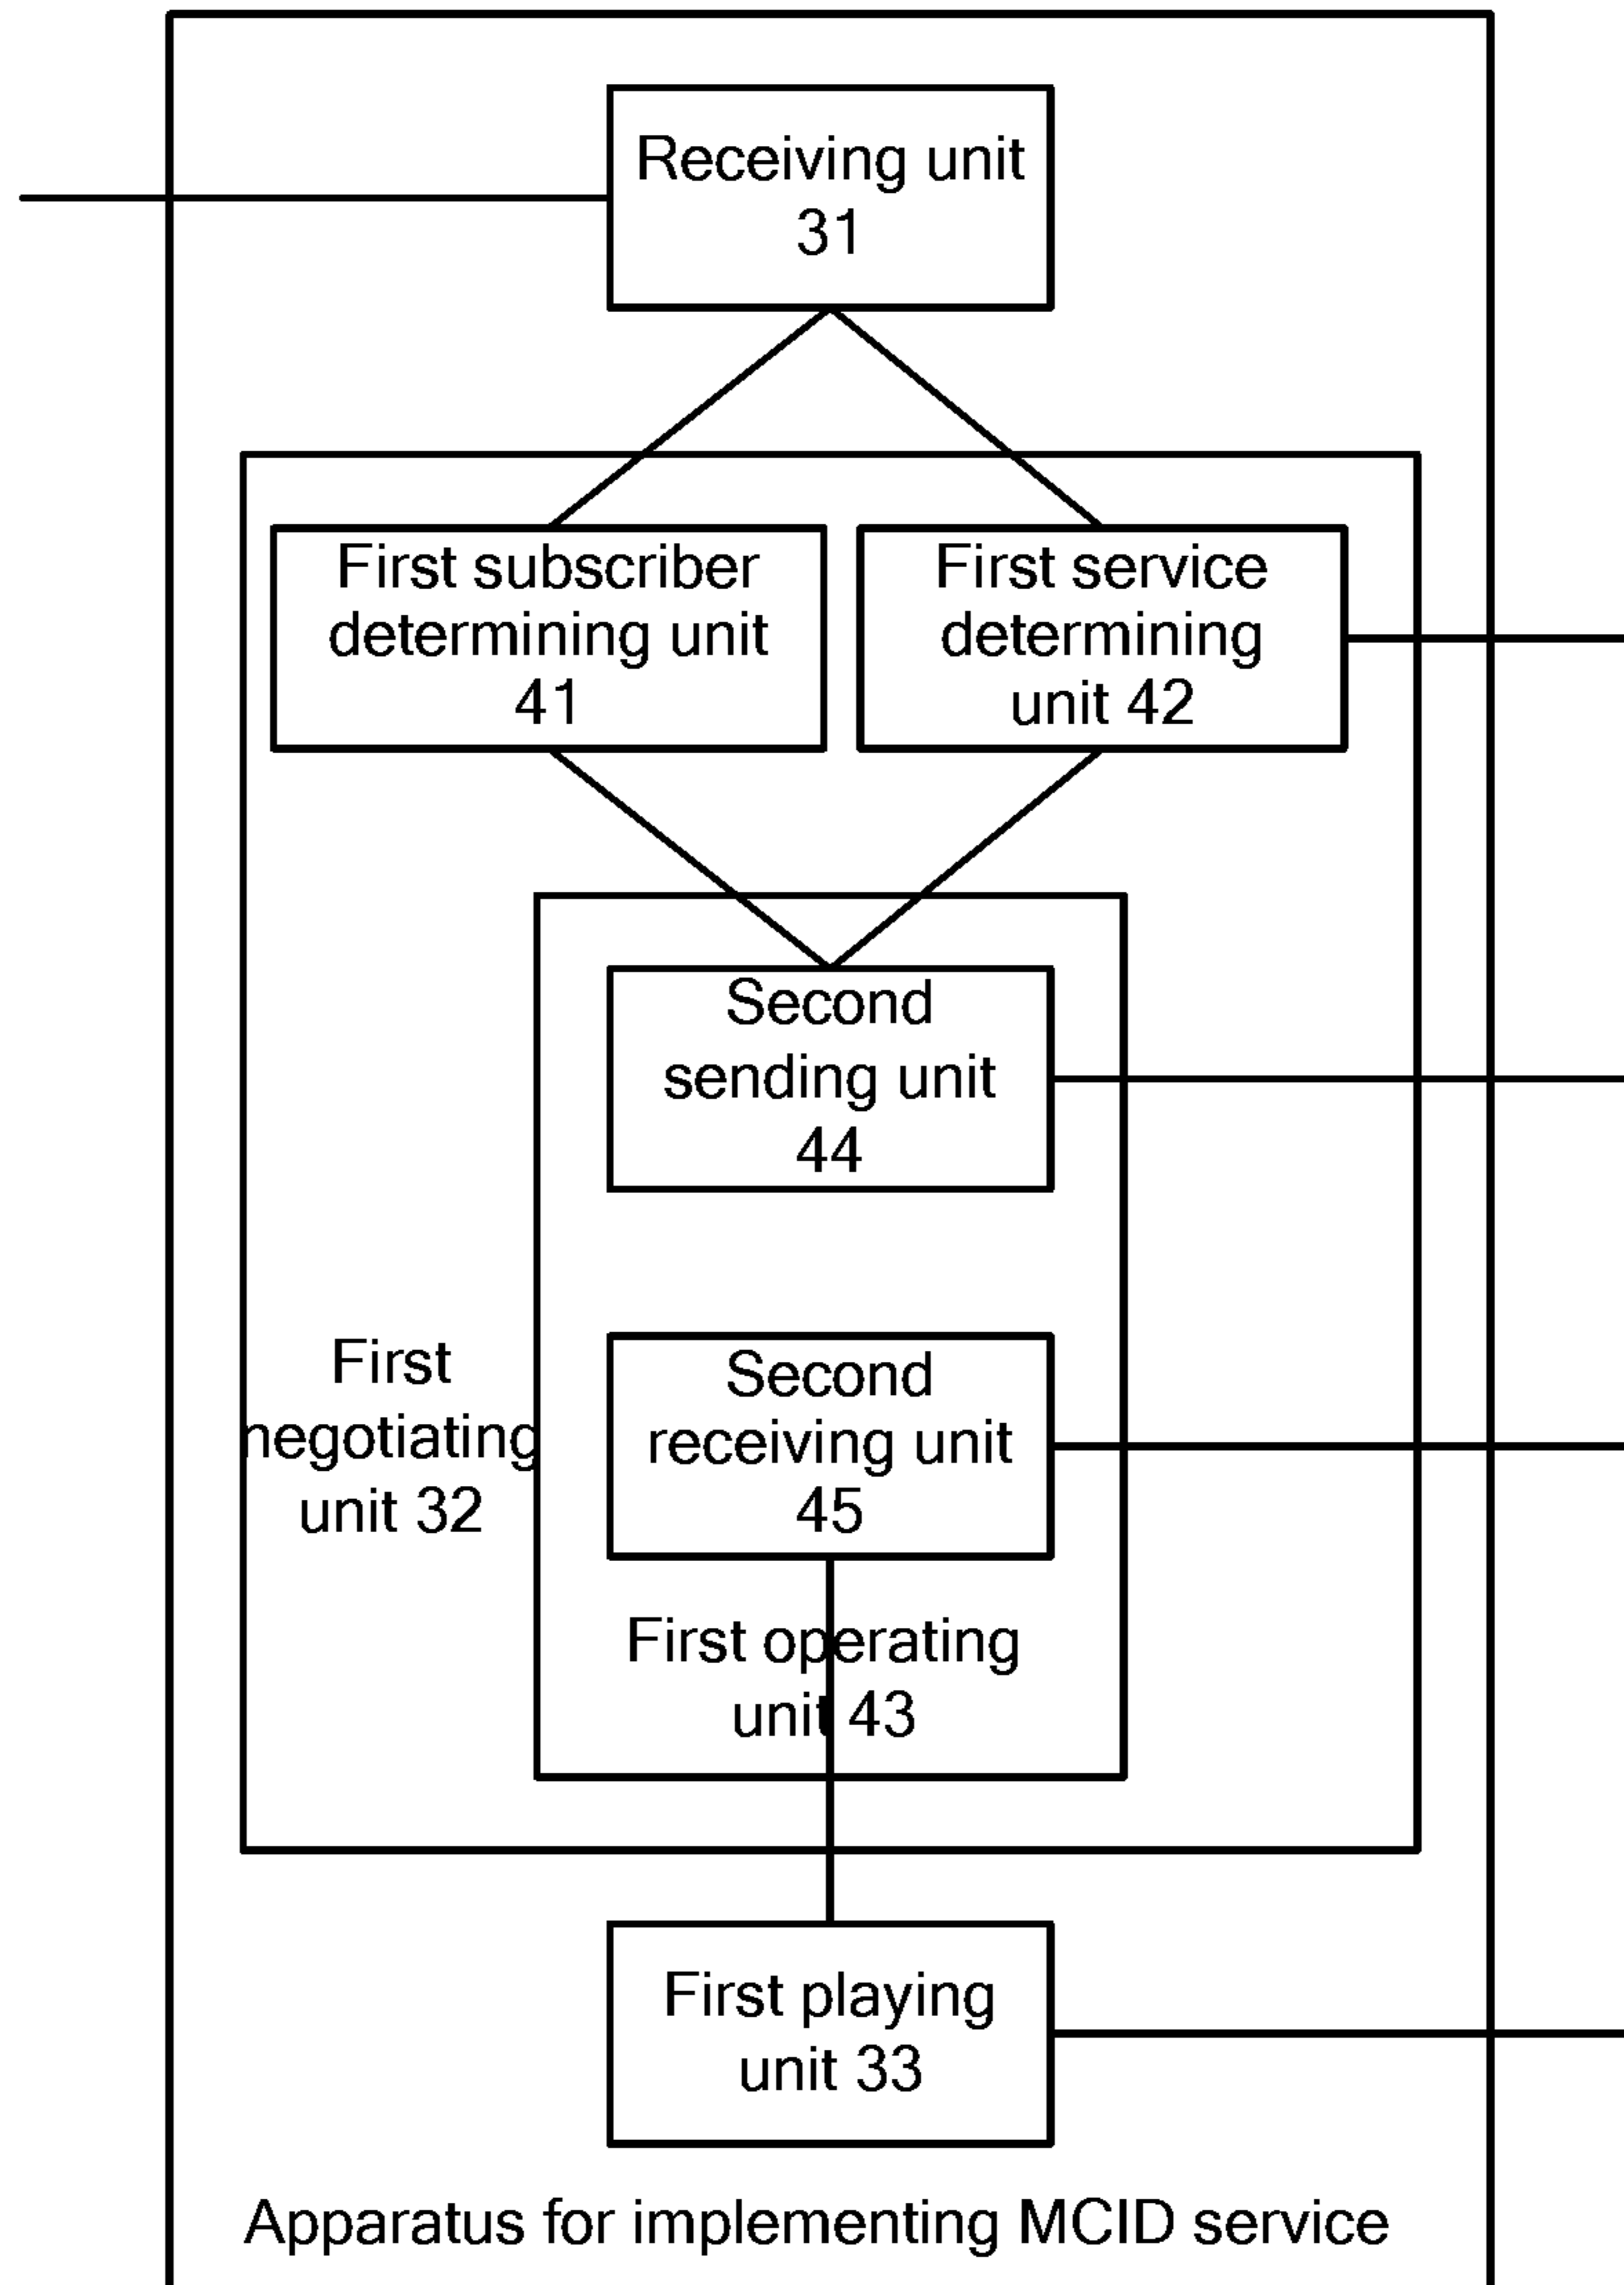 Receiving unit
31
First subscriber
determining unit
41
First service
determining
unit 42
Second
sending unit
44
First
negotiating
unit 32
Second
receiving unit
45
First operating
unit 43
First playing
unit 33
Apparatus for implementing MCID service